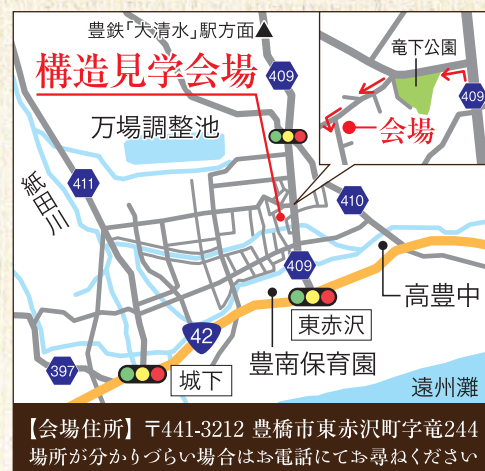 豊鉄「大清水」駅方面▲
構造見学会場
409
竜下公園
409
会場
万場調整池
411
紙田川
410
409
高豊中
東赤沢
42
豊南保育園
397
城下
遠州灘
【会場住所】〒441-3212 豊橋市東赤沢町字竜244
場所が分かりづらい場合はお電話にてお尋ねください